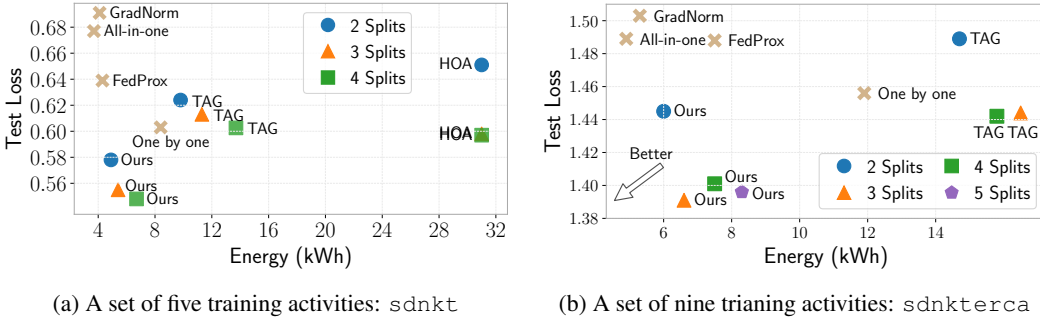 GradNorm
All-in-one
FedProx
TAG
TAG
TAG
One by one
Ours
Ours
Ours
HOA
HOA
HOA
2 Splits
3 Splits
4 Splits
0.68
0.66
0.64
0.62
0.60
0.58
0.56
Test Loss
4 8 12 16 20 24 28 32
Energy (kWh)
(a) A set of five training activities: sdnkt
GradNorm
All-in-one
FedProx
TAG
One by one
Ours
TAG TAG
Better
Ours
Ours
Ours
2 Splits
3 Splits
4 Splits
5 Splits
1.50
1.48
1.46
1.44
1.42
1.40
1.38
Test Loss
6 8 10 12 14
Energy (kWh)
(b) A set of nine trianing activities: sdnkterca